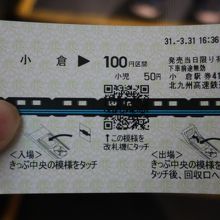 31.-3.31 16:36
小倉▶100円区間
小児 50円
発売当日限り有
下車前途無効
小倉駅 券41
北九州高速鉄
この模様を
改札機にタッチ
<入場>
きっぷ中央の模様をタッチ
<出場>
きっぷ中央の模様を
タッチ後、回収口へ